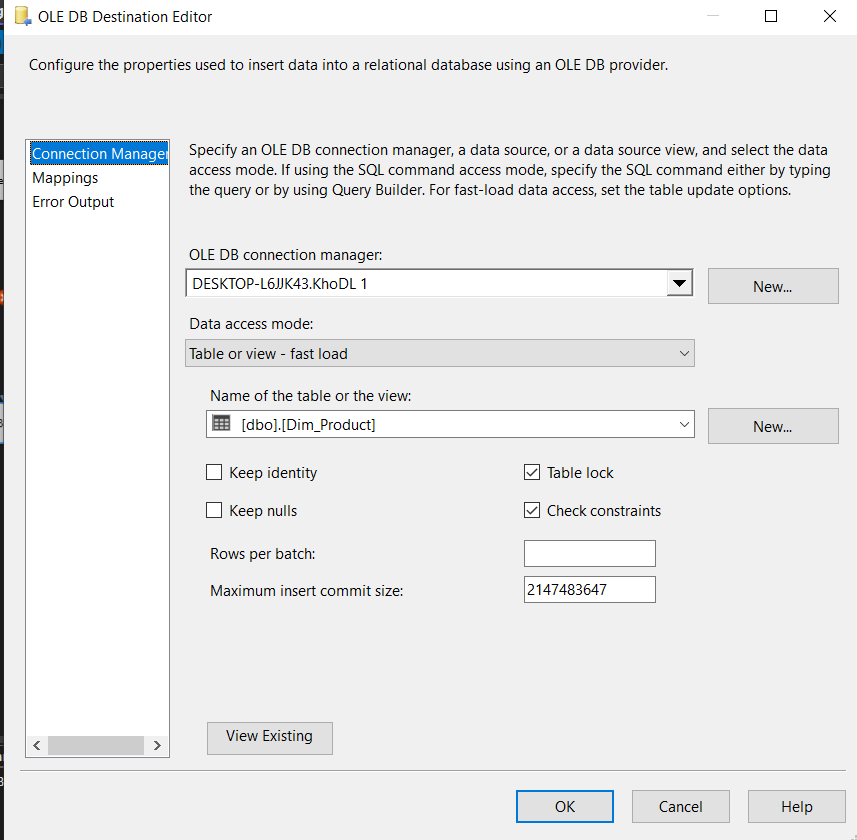 OLE DB Destination Editor
Configure the properties used to insert data into a relational database using an OLE DB provider.
Connection Manager
Mappings
Error Output
Specify an OLE DB connection manager, a data source, or a data source view, and select the data
access mode. If using the SQL command access mode, specify the SQL command either by typing
the query or by using Query Builder. For fast-load data access, set the table update options.
OLE DB connection manager:
DESKTOP-L6JJK43.KhoDL 1
New...
Data access mode:
Table or view - fast load
Name of the table or the view:
[dbo].[Dim_Product]
New...
Keep identity
Table lock
Keep nulls
Check constraints
Rows per batch:
Maximum insert commit size:
2147483647
View Existing
OK
Cancel
Help